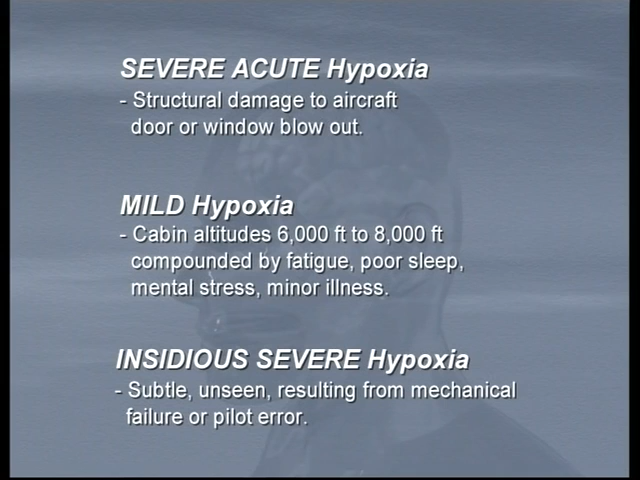 SEVERE ACUTE Hypoxia
- Structural damage to aircraft
door or window blow out.
MILD Hypoxia
- Cabin altitudes 6,000 ft to 8,000 ft
compounded by fatigue, poor sleep,
mental stress, minor illness.
INSIDIOUS SEVERE Hypoxia
- Subtle, unseen, resulting from mechanical
failure or pilot error.